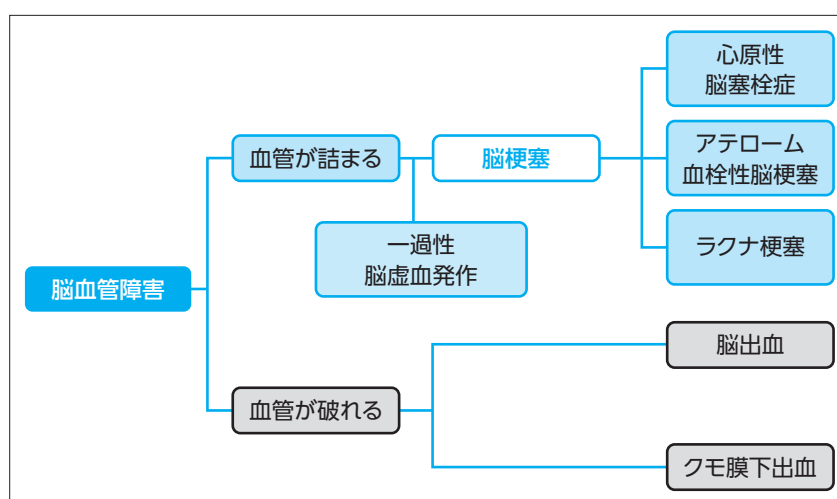 心原性
脳塞栓症
血管が詰まる
脳梗塞
アテローム
血栓性脳梗塞
一過性
脳虚血発作
ラクナ梗塞
脳血管障害
脳出血
血管が破れる
クモ膜下出血